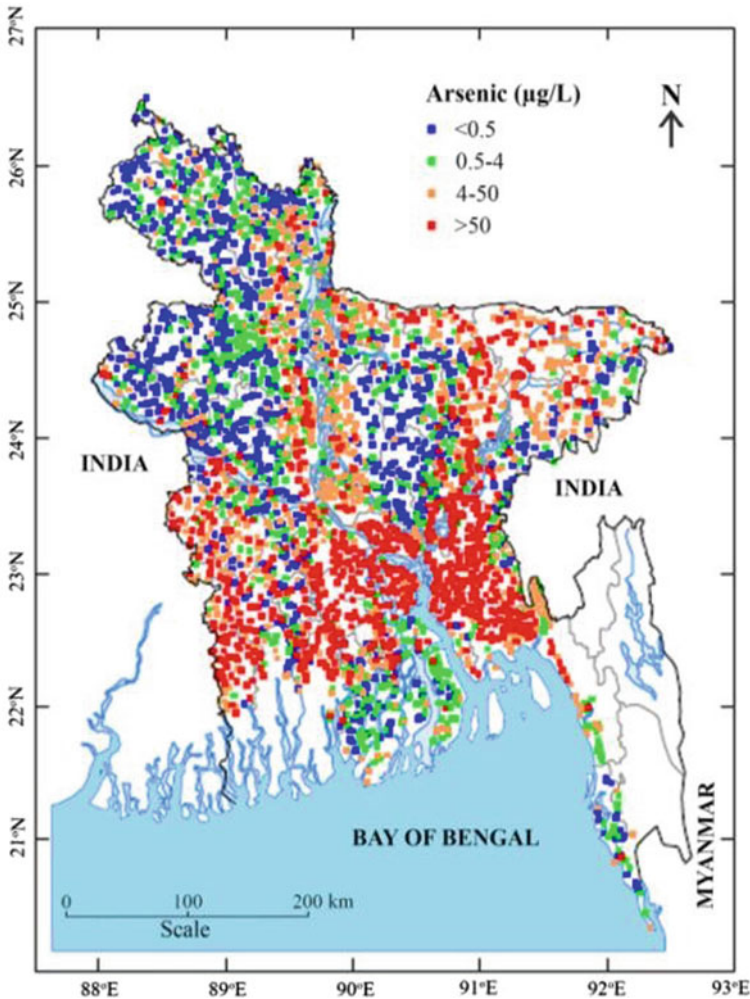 27°N
26°N
25°N
24°N
23°N
22°N
21°N
Arsenic (µg/L)
<0.5
0.5-4
4-50
>50
N
INDIA
INDIA
MYANMAR
BAY OF BENGAL
0 100 200 km
Scale
88°E 89°E 90°E 91°E 92°E 93°E